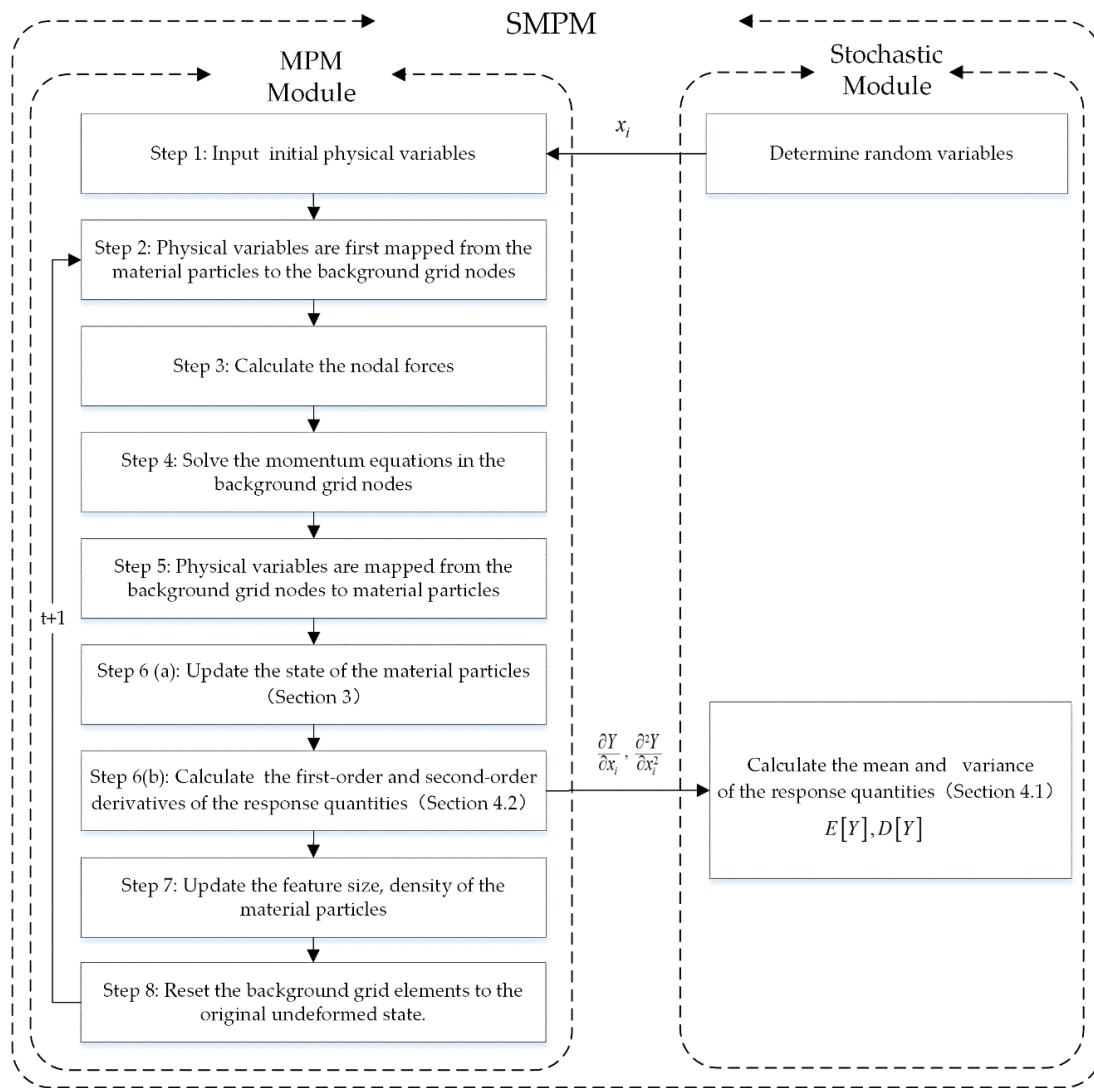 SMPM
MPM
Module
Stochastic
Module
Step 1: Input initial physical variables
x_i
Determine random variables
Step 2: Physical variables are first mapped from the
material particles to the background grid nodes
Step 3: Calculate the nodal forces
Step 4: Solve the momentum equations in the
background grid nodes
Step 5: Physical variables are mapped from the
background grid nodes to material particles
t+1
Step 6 (a): Update the state of the material particles
（Section 3）
Step 6(b): Calculate the first-order and second-order
derivatives of the response quantities（Section 4.2）
∂Y/∂x_i , ∂²Y/∂x_i²
Calculate the mean and variance
of the response quantities（Section 4.1）
E[Y], D[Y]
Step 7: Update the feature size, density of the
material particles
Step 8: Reset the background grid elements to the
original undeformed state.